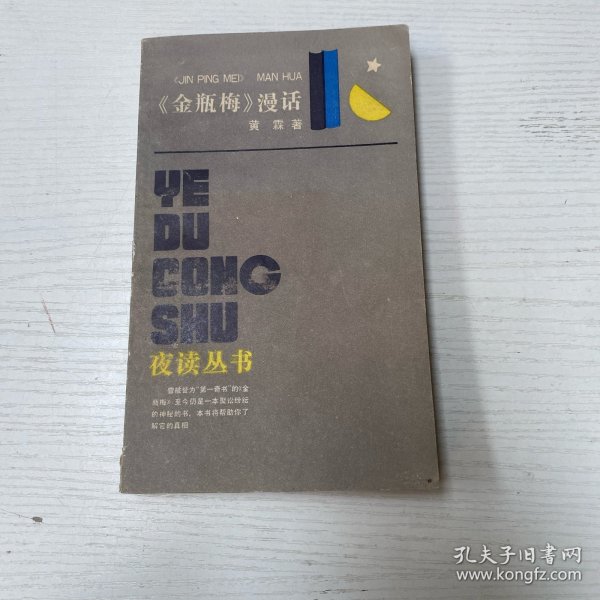 《JIN PING MEI》 MAN HUA
《金瓶梅》漫话
黄 霖 著
YE
DU
CONG
SHU
夜读丛书
曾被誉为“第一奇书”的《金
瓶梅》,至今仍是一本聚讼纷纭
的神秘的书,本书将帮助你了
解它的真相
孔夫子旧书网
www.kongfz.com